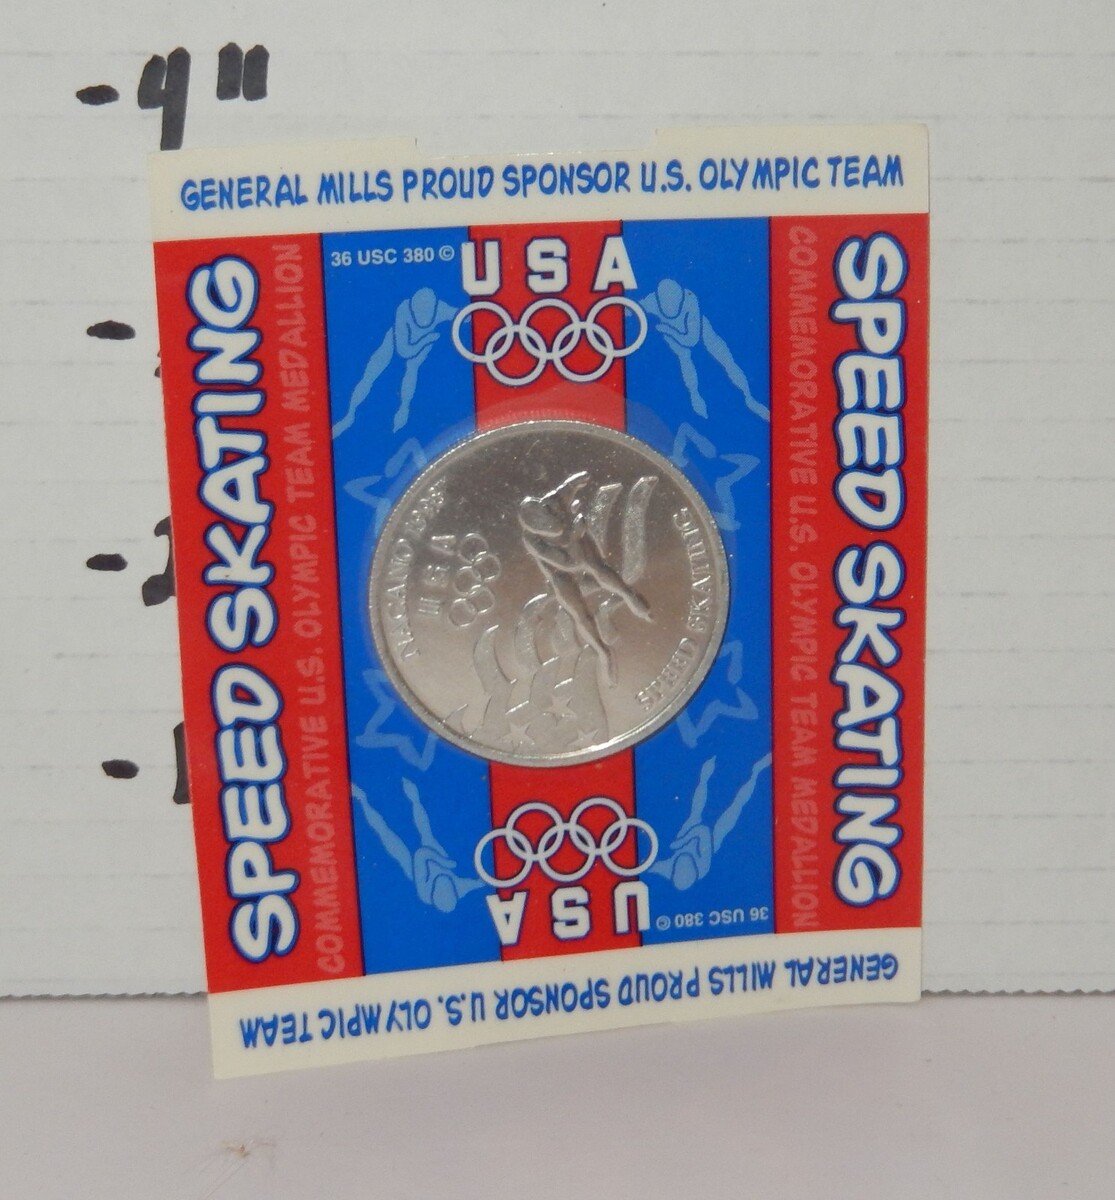 - 4"
-
-
-
GENERAL MILLS PROUD SPONSOR U.S. OLYMPIC TEAM
SPEED SKATING
COMMEMORATIVE U.S. OLYMPIC TEAM MEDALLION
36 USC 380 ©
USA
NAGANO 1998
USA
SPEED SKATING
COMMEMORATIVE U.S. OLYMPIC TEAM MEDALLION
SPEED SKATING
USA
36 USC 380 ©
GENERAL MILLS PROUD SPONSOR U.S. OLYMPIC TEAM